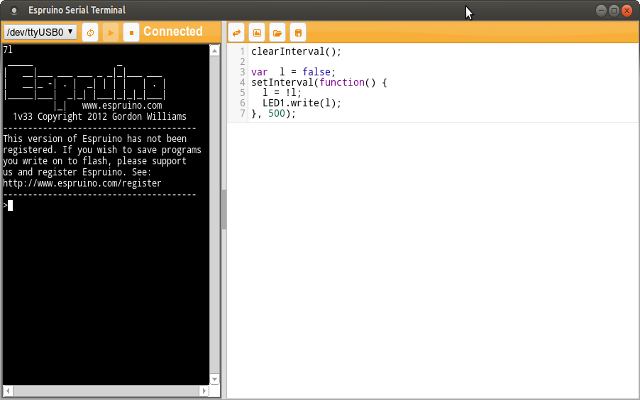 Espruino Serial Terminal
/dev/ttyUSB0
Connected
7l
www.espruino.com
1v33 Copyright 2012 Gordon Williams
---------------------------------------
This version of Espruino has not been
registered. If you wish to save programs
you write on to flash, please support
us and register Espruino. See:
http://www.espruino.com/register
---------------------------------------
>
1 clearInterval();
2
3 var l = false;
4 setInterval(function() {
5 l = !l;
6 LED1.write(l);
7 }, 500);